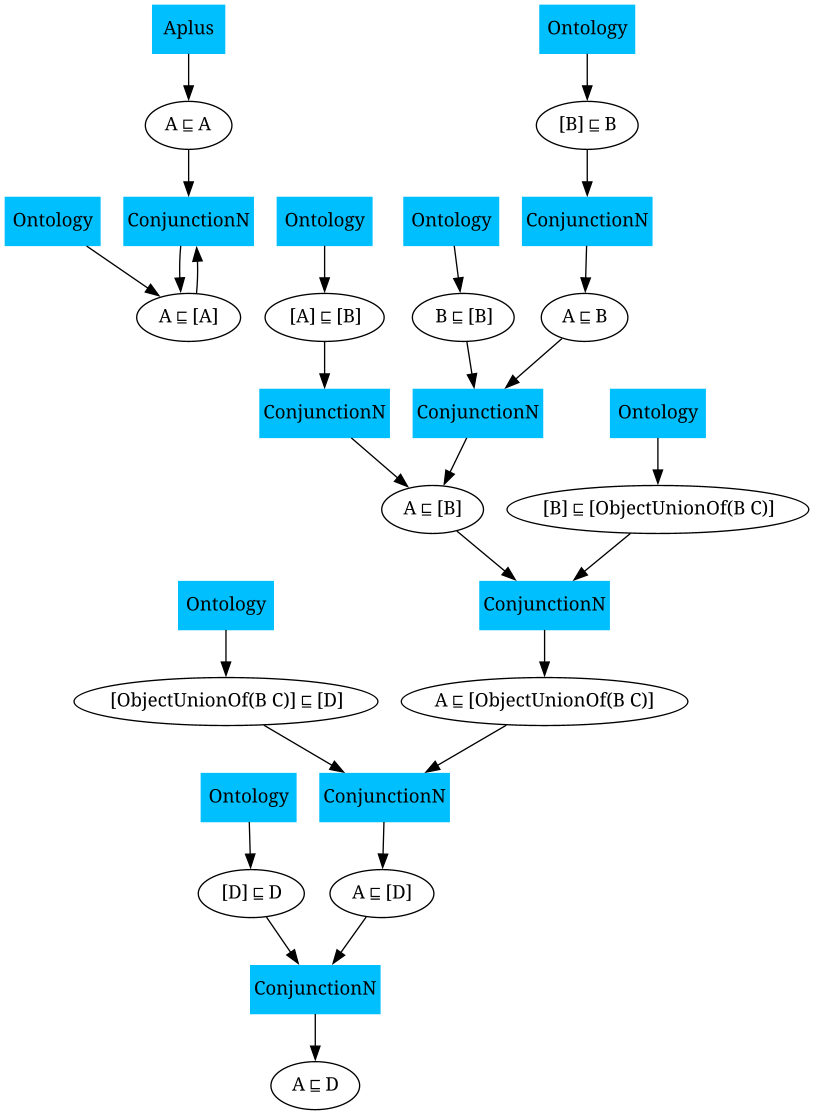 Aplus
Ontology
A ⊑ A
[B] ⊑ B
Ontology
ConjunctionN
Ontology
Ontology
ConjunctionN
A ⊑ [A]
[A] ⊑ [B]
B ⊑ [B]
A ⊑ B
ConjunctionN
ConjunctionN
Ontology
A ⊑ [B]
[B] ⊑ [ObjectUnionOf(B C)]
Ontology
ConjunctionN
[ObjectUnionOf(B C)] ⊑ [D]
A ⊑ [ObjectUnionOf(B C)]
Ontology
ConjunctionN
[D] ⊑ D
A ⊑ [D]
ConjunctionN
A ⊑ D